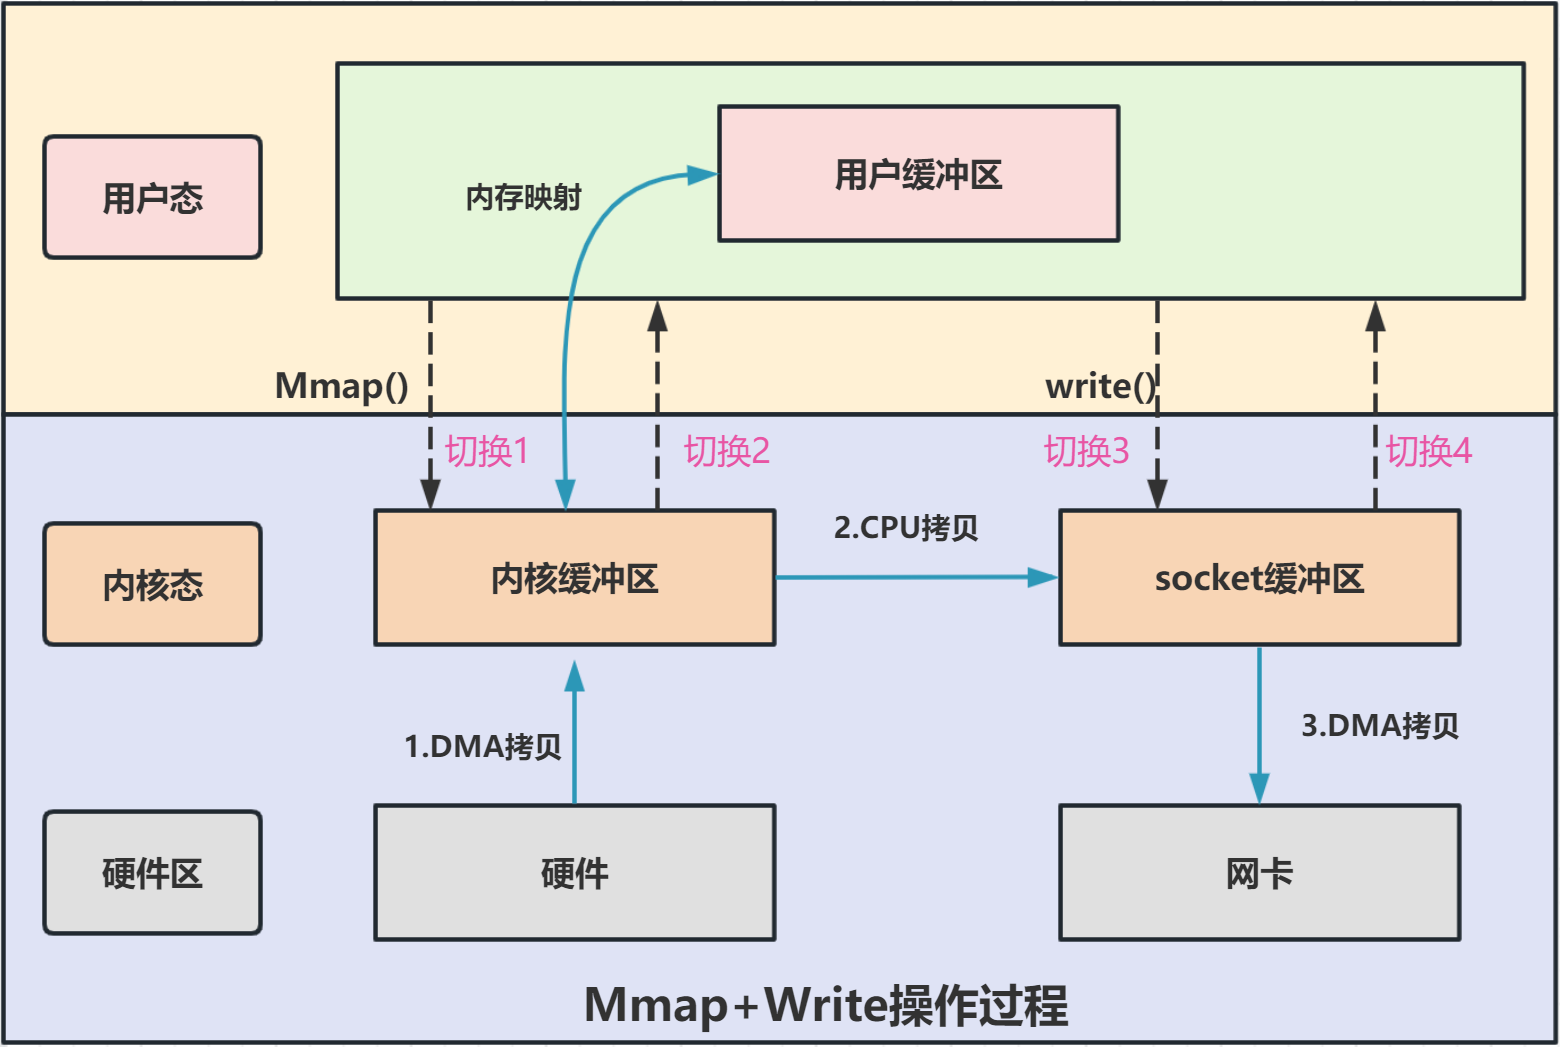 用户缓冲区
内存映射
用户态
Mmap()
write()
切换1
切换2
切换3
切换4
2.CPU拷贝
内核态
内核缓冲区
socket缓冲区
1.DMA拷贝
3.DMA拷贝
硬件区
硬件
网卡
Mmap+Write操作过程